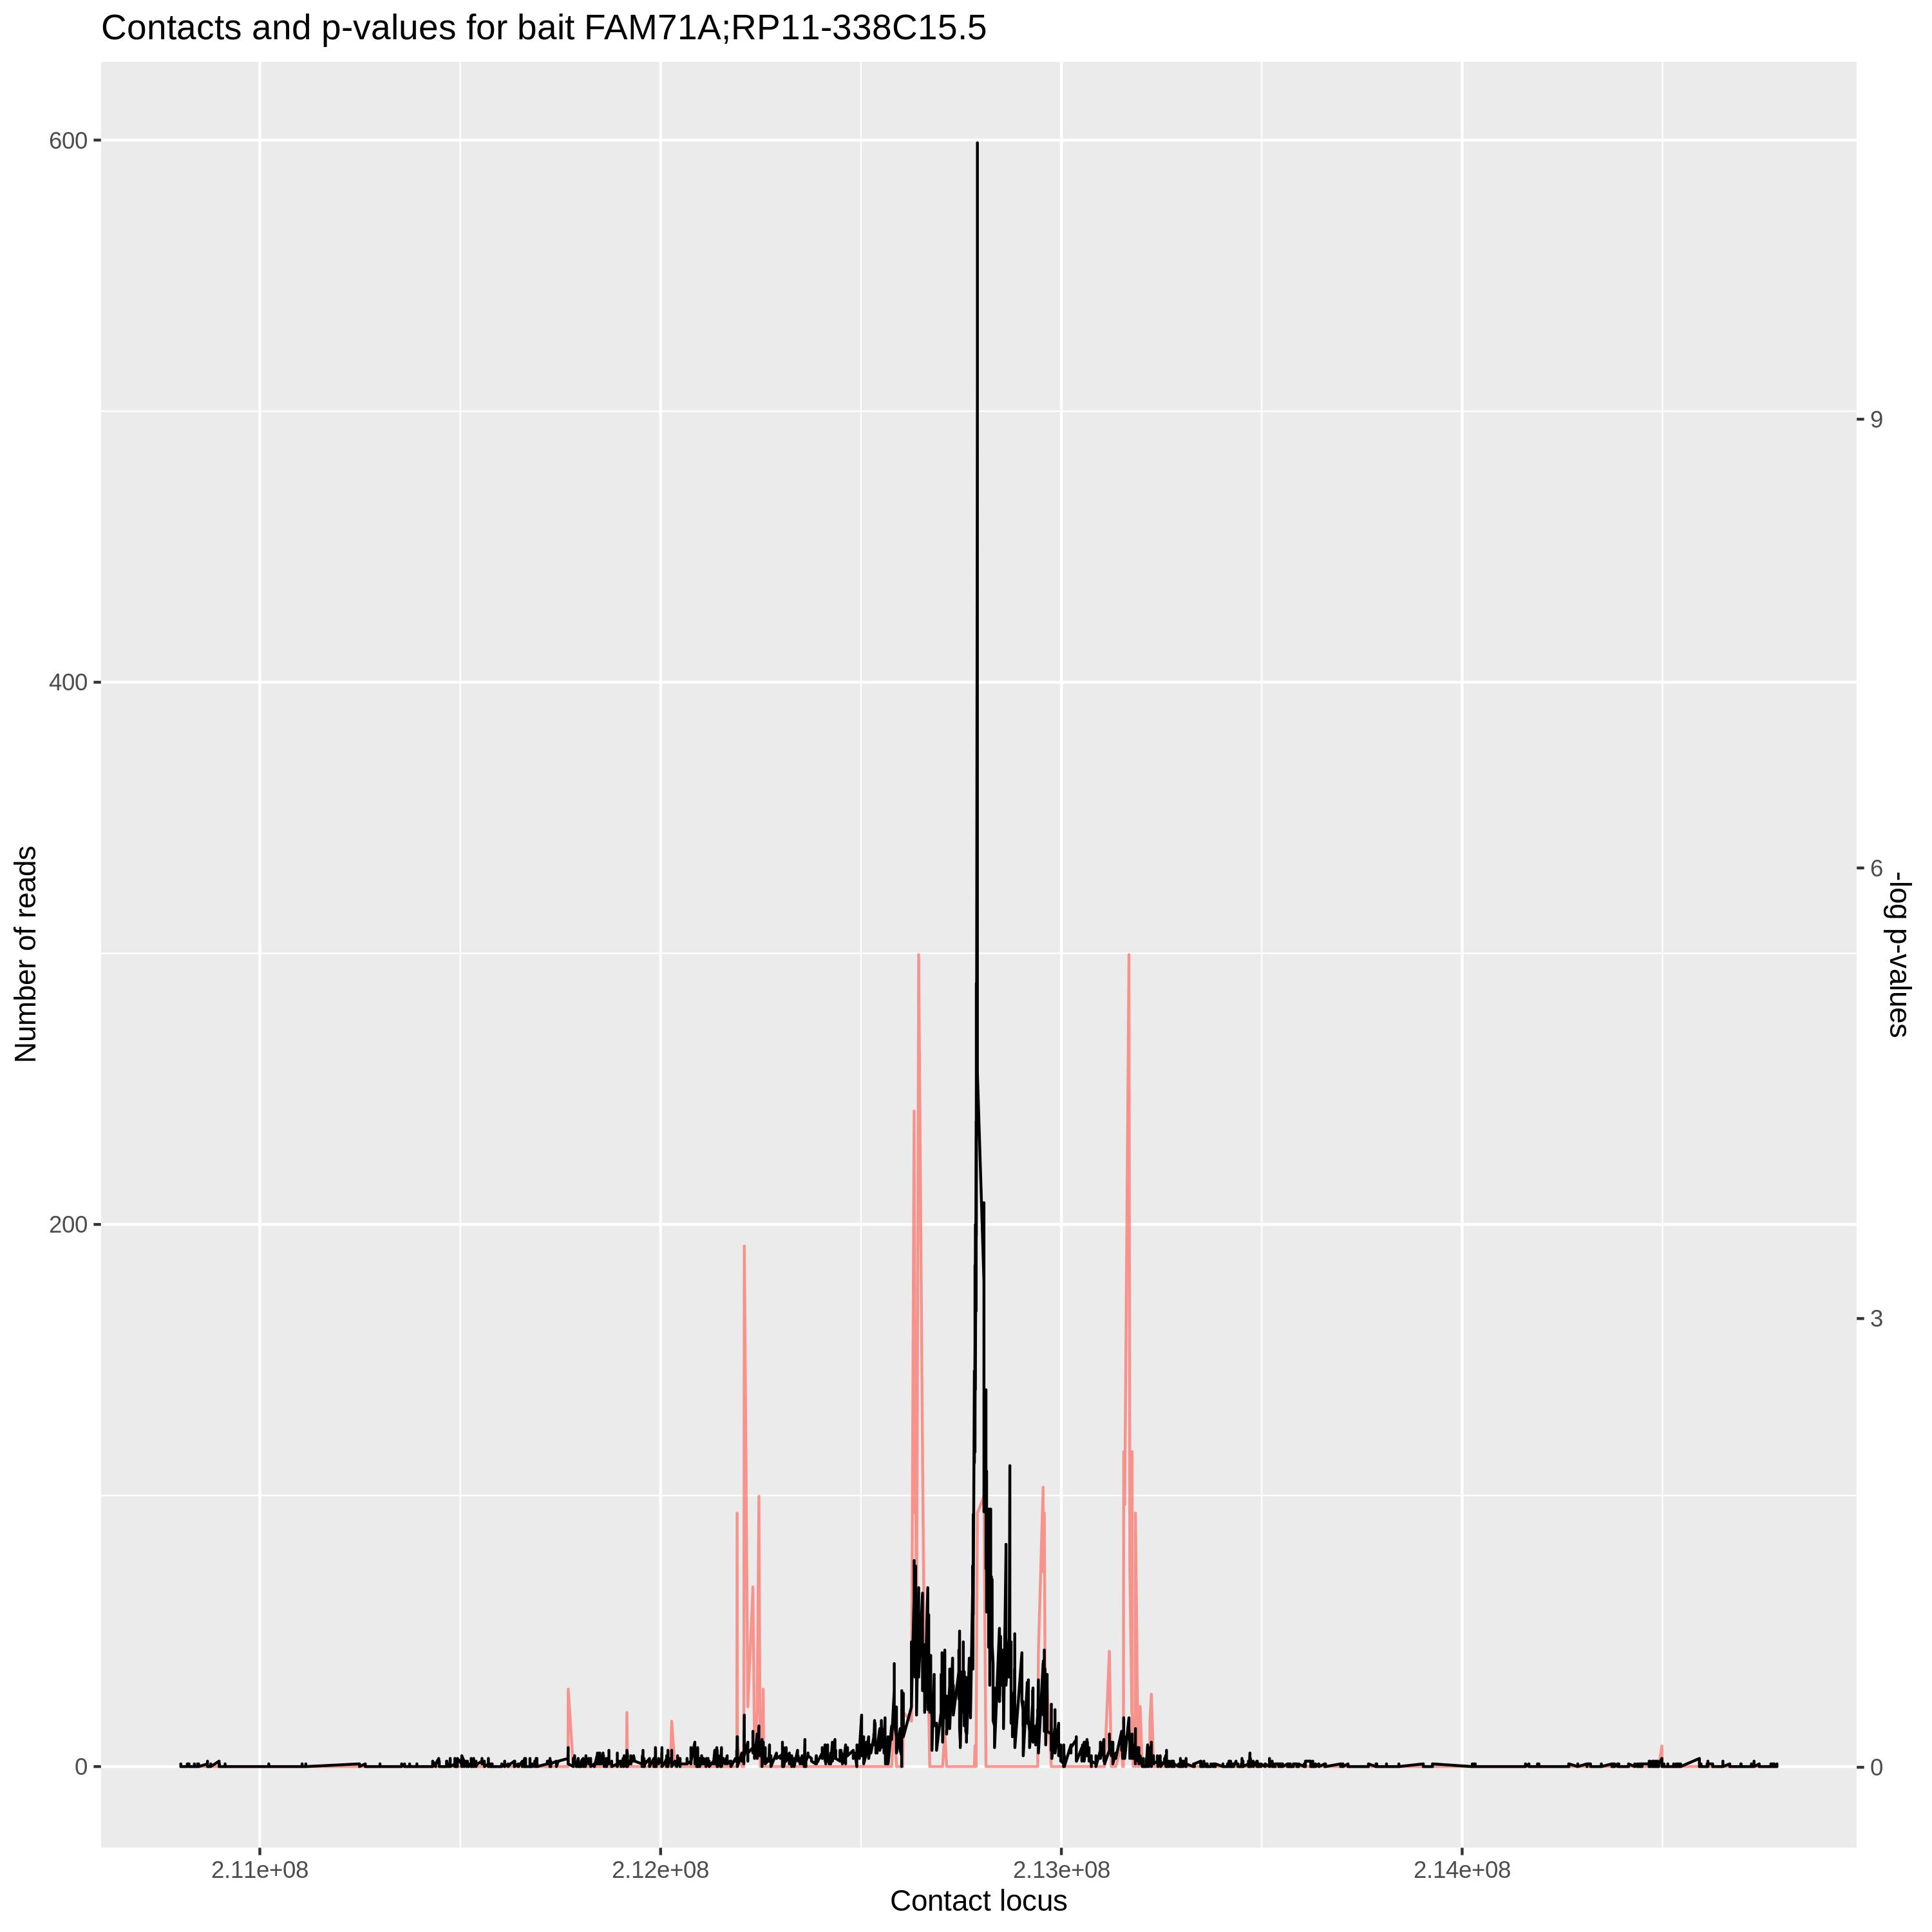 Contacts and p-values for bait FAM71A;RP11-338C15.5
600
400
200
0
Number of reads
9
6
3
0
-log p-values
2.11e+08
2.12e+08
2.13e+08
2.14e+08
Contact locus